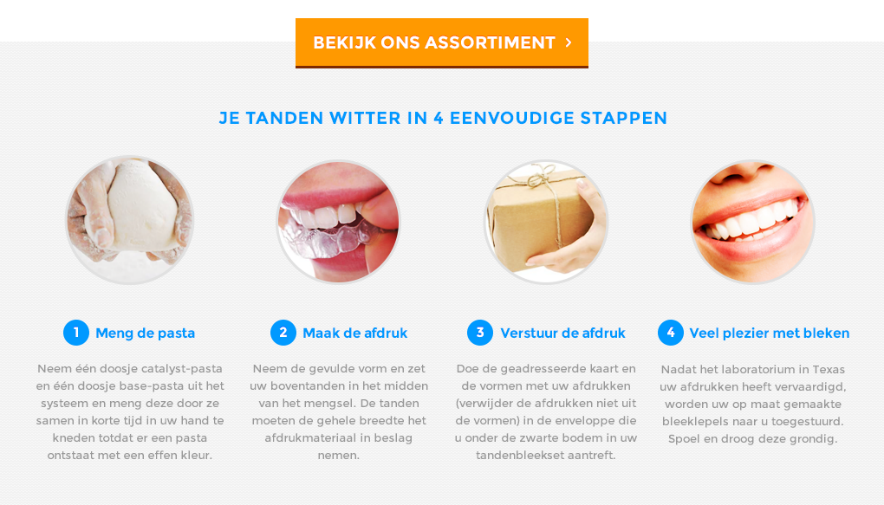 BEKIJK ONS ASSORTIMENT ›
JE TANDEN WITTER IN 4 EENVOUDIGE STAPPEN
1 Meng de pasta
Neem één doosje catalyst-pasta
en één doosje base-pasta uit het
systeem en meng deze door ze
samen in korte tijd in uw hand te
kneden totdat er een pasta
ontstaat met een effen kleur.
2 Maak de afdruk
Neem de gevulde vorm en zet
uw boventanden in het midden
van het mengsel. De tanden
moeten de gehele breedte het
afdrukmateriaal in beslag
nemen.
3 Verstuur de afdruk
Doe de geadresseerde kaart en
de vormen met uw afdrukken
(verwijder de afdrukken niet uit
de vormen) in de enveloppe die
u onder de zwarte bodem in uw
tandenbleekset aantreft.
4 Veel plezier met bleken
Nadat het laboratorium in Texas
uw afdrukken heeft vervaardigd,
worden uw op maat gemaakte
bleeklepels naar u toegestuurd.
Spoel en droog deze grondig.